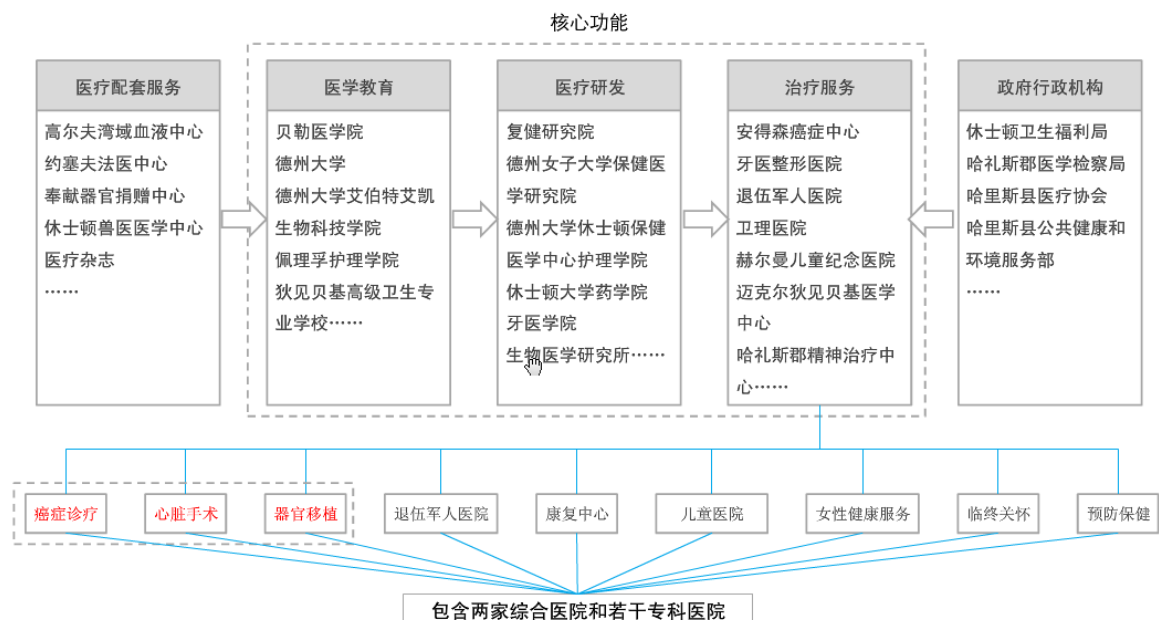 核心功能
医疗配套服务
高尔夫湾域血液中心
约塞夫法医中心
奉献器官捐赠中心
休士顿兽医医学中心
医疗杂志
……
医学教育
贝勒医学院
德州大学
德州大学艾伯特艾凯
生物科技学院
佩理孚护理学院
狄见贝基高级卫生专
业学校……
医疗研发
复健研究院
德州女子大学保健医
学研究院
德州大学休士顿保健
医学中心护理学院
休士顿大学药学院
牙医学院
生物医学研究所……
治疗服务
安得森癌症中心
牙医整形医院
退伍军人医院
卫理医院
赫尔曼儿童纪念医院
迈克尔狄见贝基医学
中心
哈礼斯郡精神治疗中
心……
政府行政机构
休士顿卫生福利局
哈礼斯郡医学检察局
哈里斯县医疗协会
哈里斯县公共健康和
环境服务部
……
癌症诊疗
心脏手术
器官移植
退伍军人医院
康复中心
儿童医院
女性健康服务
临终关怀
预防保健
包含两家综合医院和若干专科医院